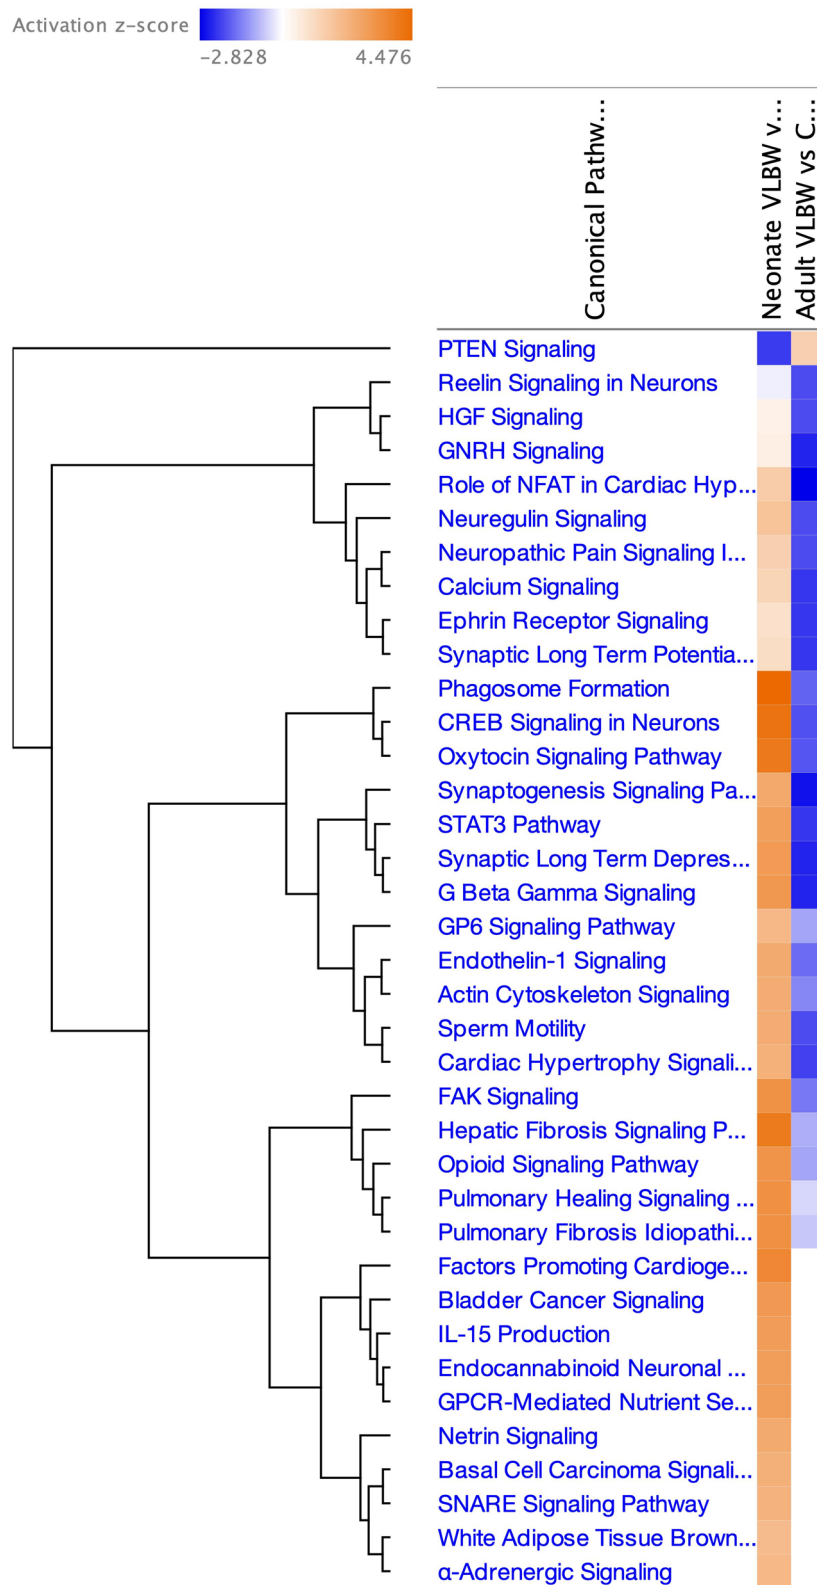 Activation z-score
-2.828 4.476
Canonical Pathw...
Neonate VLBW v...
Adult VLBW vs C...
PTEN Signaling
Reelin Signaling in Neurons
HGF Signaling
GNRH Signaling
Role of NFAT in Cardiac Hyp...
Neuregulin Signaling
Neuropathic Pain Signaling I...
Calcium Signaling
Ephrin Receptor Signaling
Synaptic Long Term Potentia...
Phagosome Formation
CREB Signaling in Neurons
Oxytocin Signaling Pathway
Synaptogenesis Signaling Pa...
STAT3 Pathway
Synaptic Long Term Depres...
G Beta Gamma Signaling
GP6 Signaling Pathway
Endothelin-1 Signaling
Actin Cytoskeleton Signaling
Sperm Motility
Cardiac Hypertrophy Signali...
FAK Signaling
Hepatic Fibrosis Signaling P...
Opioid Signaling Pathway
Pulmonary Healing Signaling ...
Pulmonary Fibrosis Idiopathi...
Factors Promoting Cardioge...
Bladder Cancer Signaling
IL-15 Production
Endocannabinoid Neuronal ...
GPCR-Mediated Nutrient Se...
Netrin Signaling
Basal Cell Carcinoma Signali...
SNARE Signaling Pathway
White Adipose Tissue Brown...
α-Adrenergic Signaling